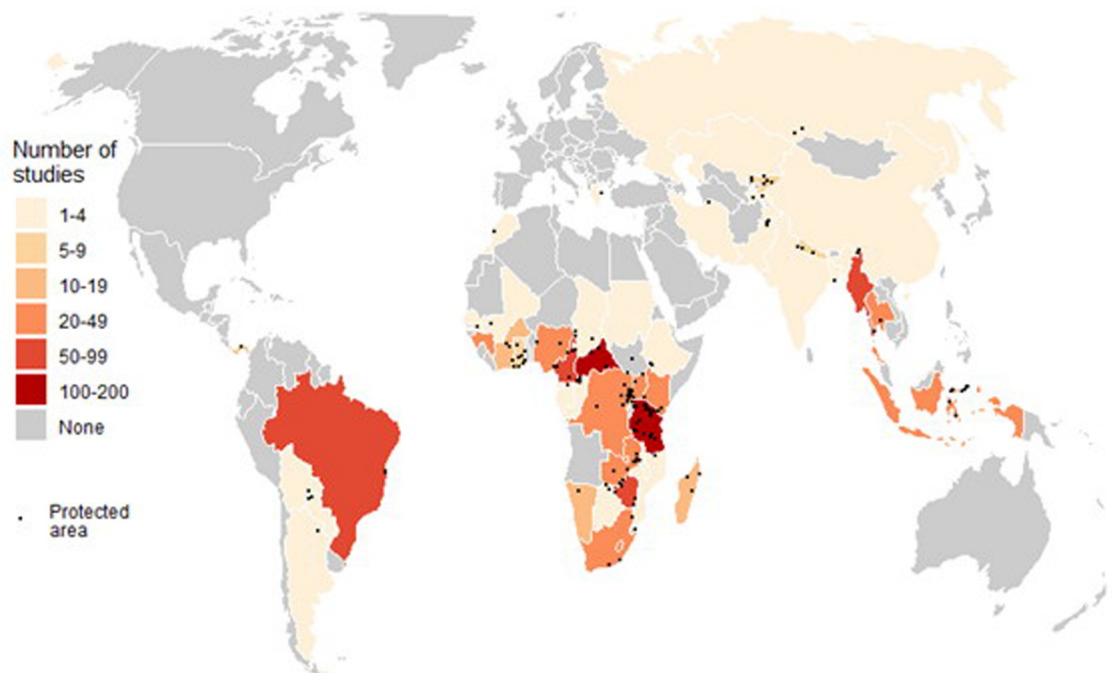 Number of
studies
1-4
5-9
10-19
20-49
50-99
100-200
None
Protected
area